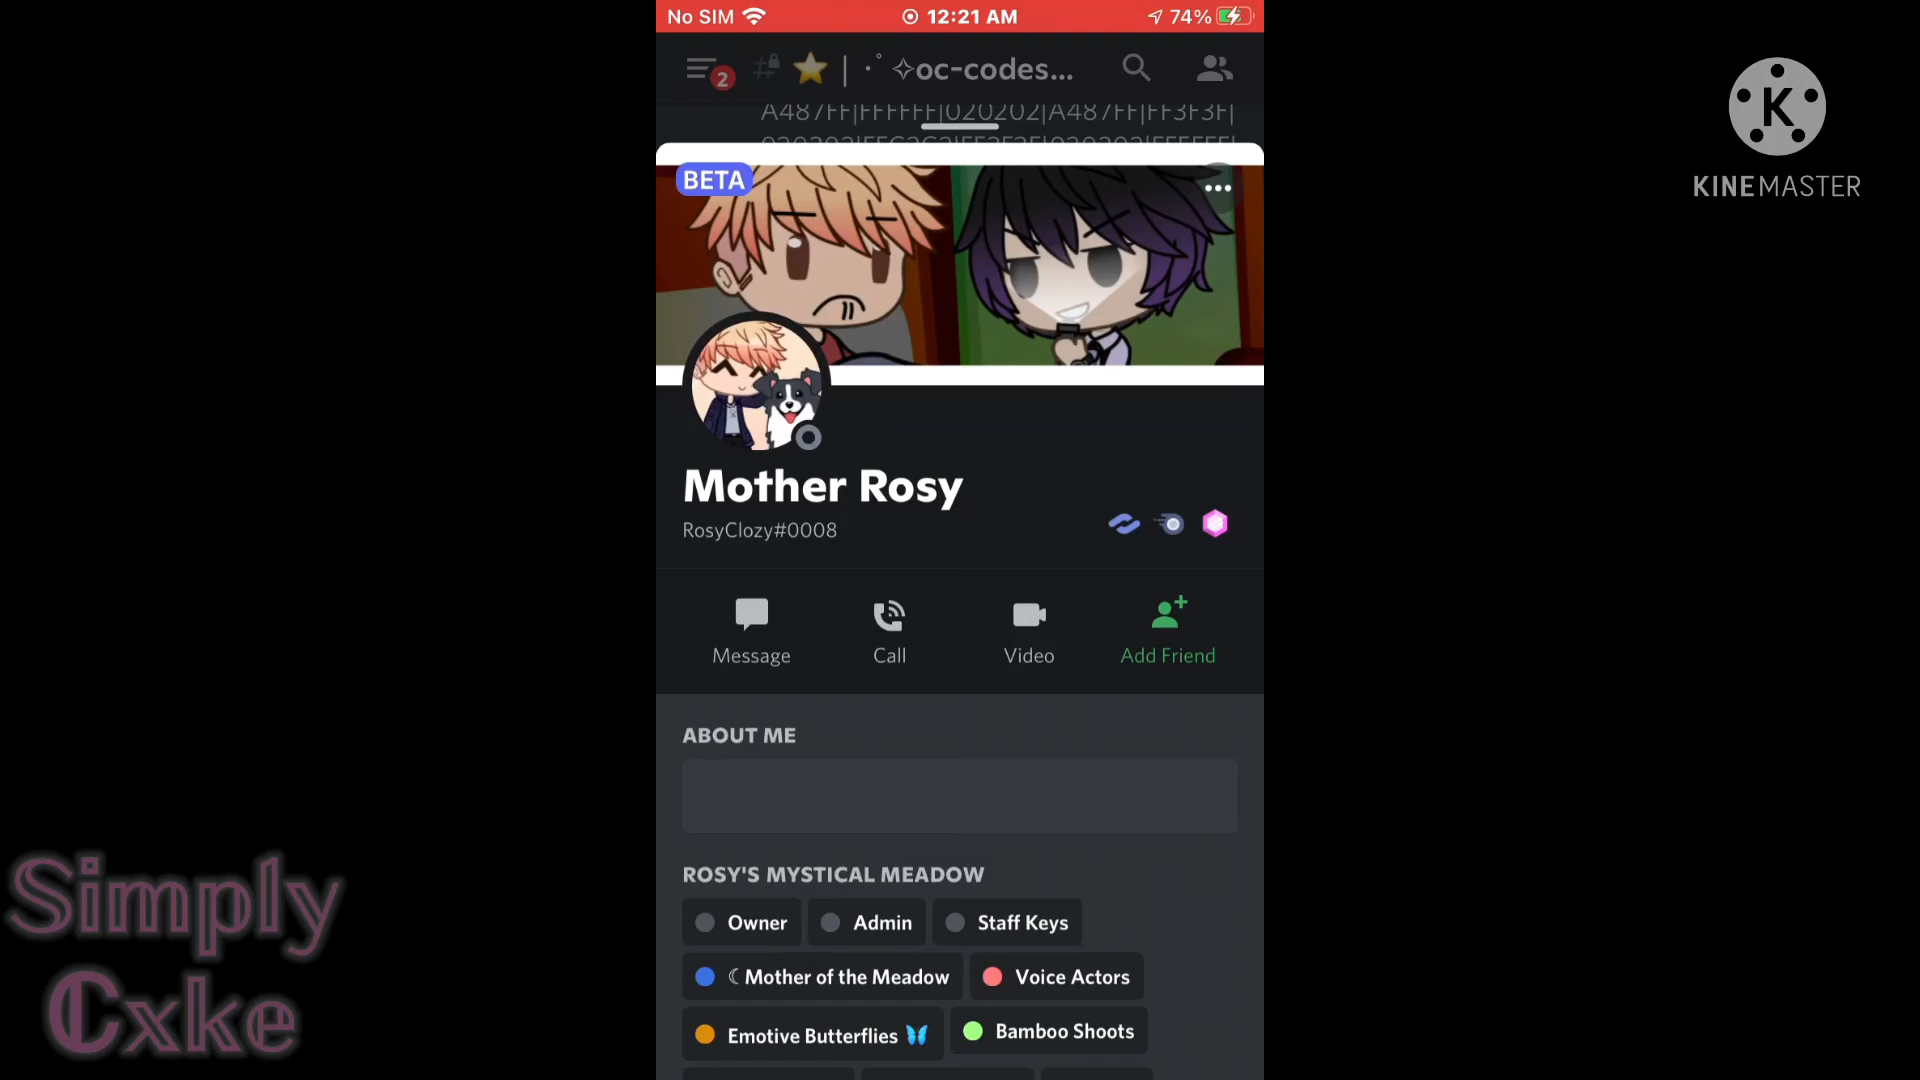 No SIM 12:21 AM 74%
2 # ⭐ | ·˚ ✧oc-codes...
A487FF|FFFFFF|020202|A487FF|FF3F3F|
BETA
K
KINEMASTER
Mother Rosy
RosyClozy#0008
Message Call Video Add Friend
ABOUT ME
ROSY'S MYSTICAL MEADOW
Owner Admin Staff Keys
☾Mother of the Meadow Voice Actors
Emotive Butterflies 🦋 Bamboo Shoots
Simply
Cxke